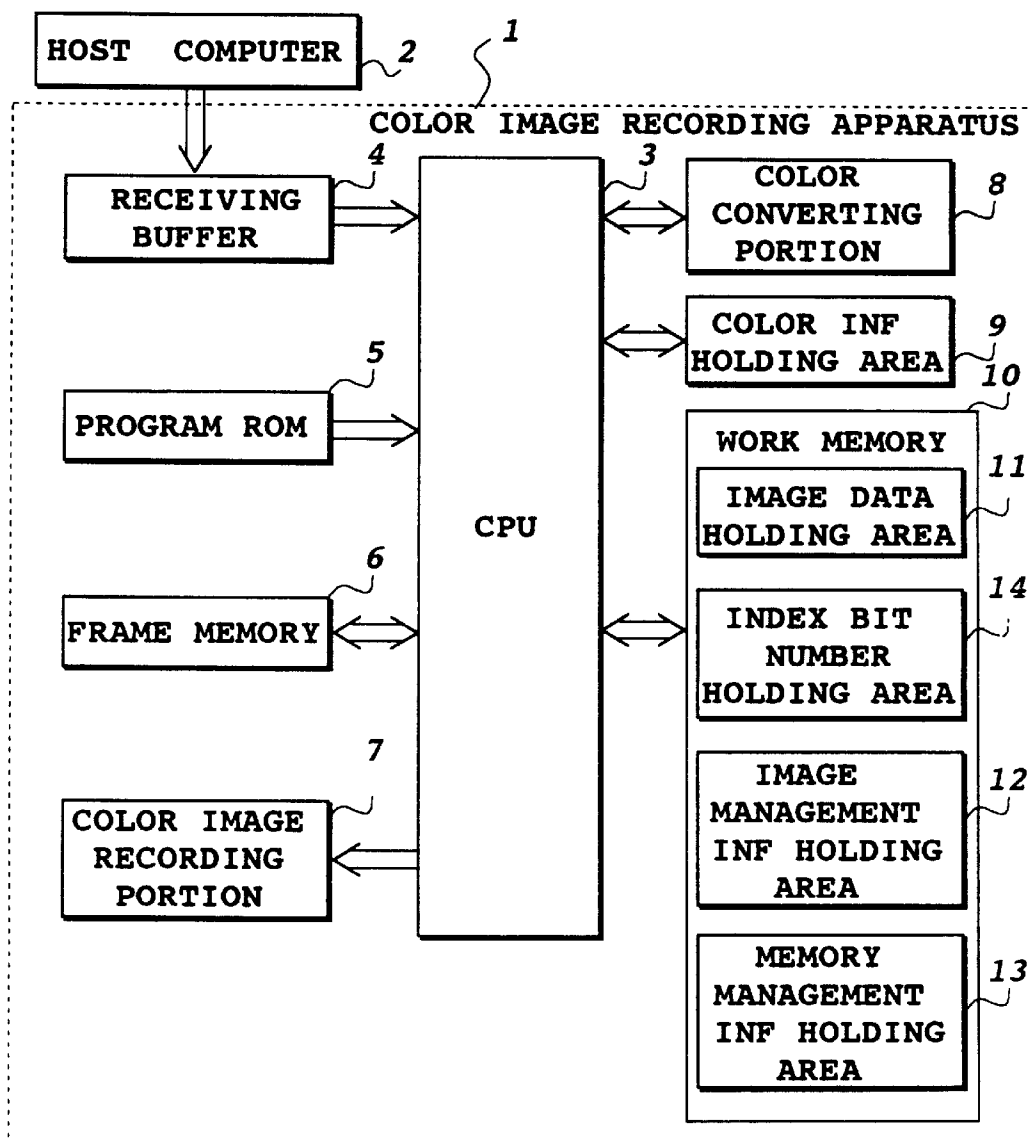 HOST COMPUTER
2
1
COLOR IMAGE RECORDING APPARATUS
4
RECEIVING
BUFFER
3
COLOR
CONVERTING
PORTION
8
COLOR INF
HOLDING AREA
9
5
PROGRAM ROM
10
WORK MEMORY
11
IMAGE DATA
HOLDING AREA
CPU
6
FRAME MEMORY
14
INDEX BIT
NUMBER
HOLDING AREA
7
COLOR IMAGE
RECORDING
PORTION
12
IMAGE
MANAGEMENT
INF HOLDING
AREA
13
MEMORY
MANAGEMENT
INF HOLDING
AREA